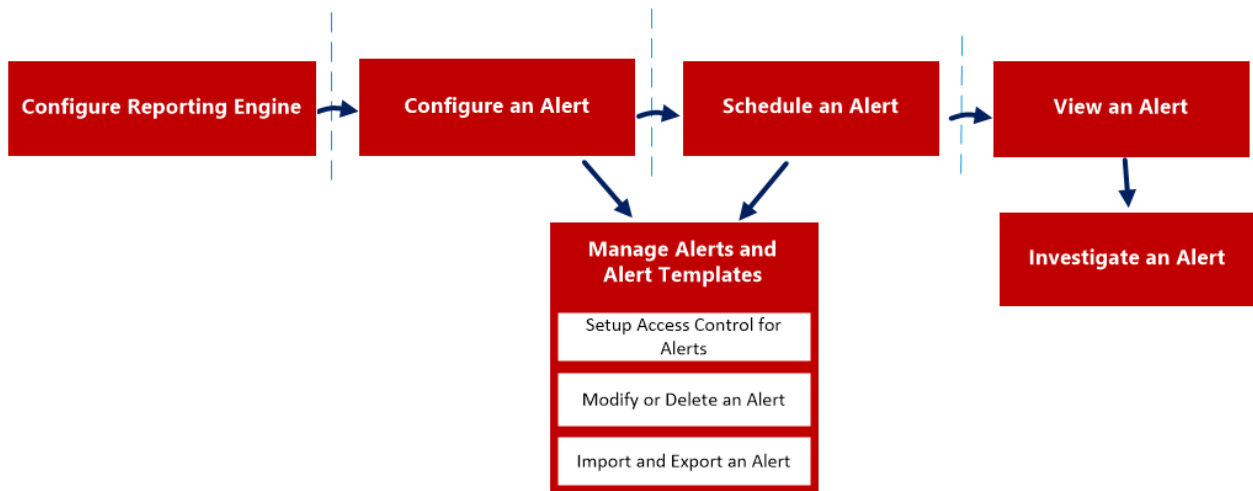 Configure Reporting Engine
Configure an Alert
Schedule an Alert
View an Alert
Manage Alerts and
Alert Templates
Setup Access Control for
Alerts
Modify or Delete an Alert
Import and Export an Alert
Investigate an Alert